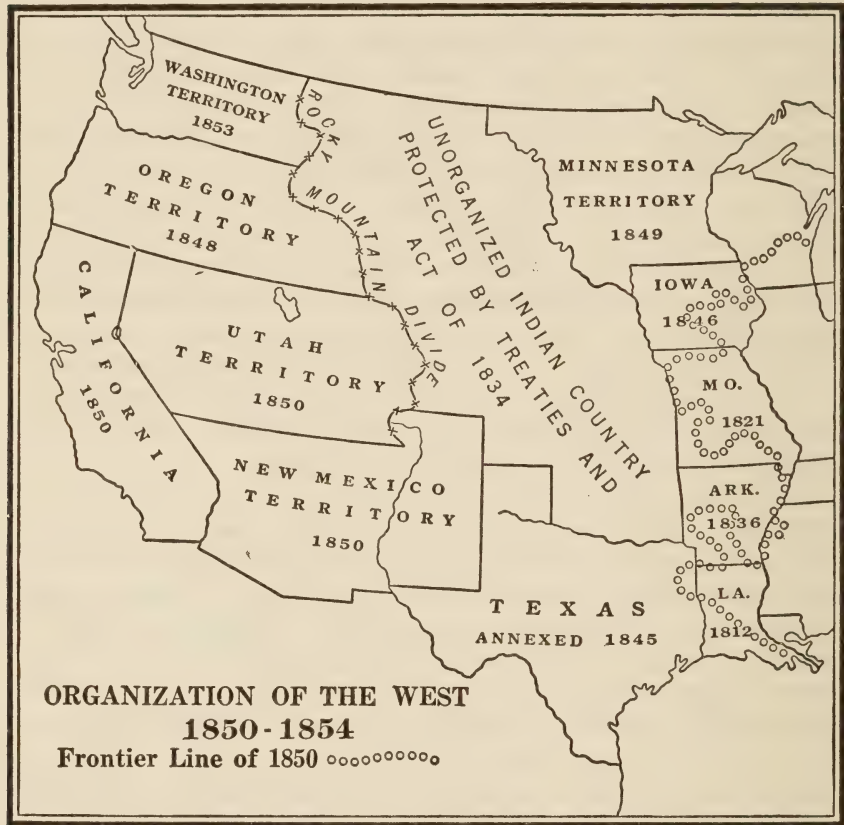 WASHINGTON
TERRITORY
1853
ROCKY MOUNTAIN DIVIDE
OREGON
TERRITORY
1848
UNORGANIZED INDIAN COUNTRY
PROTECTED BY TREATIES AND
ACT OF 1834
MINNESOTA
TERRITORY
1849
IOWA
1846
CALIFORNIA
1850
UTAH
TERRITORY
1850
MO.
1821
NEW MEXICO
TERRITORY
1850
ARK.
1836
TEXAS
ANNEXED 1845
LA.
1812
ORGANIZATION OF THE WEST
1850-1854
Frontier Line of 1850